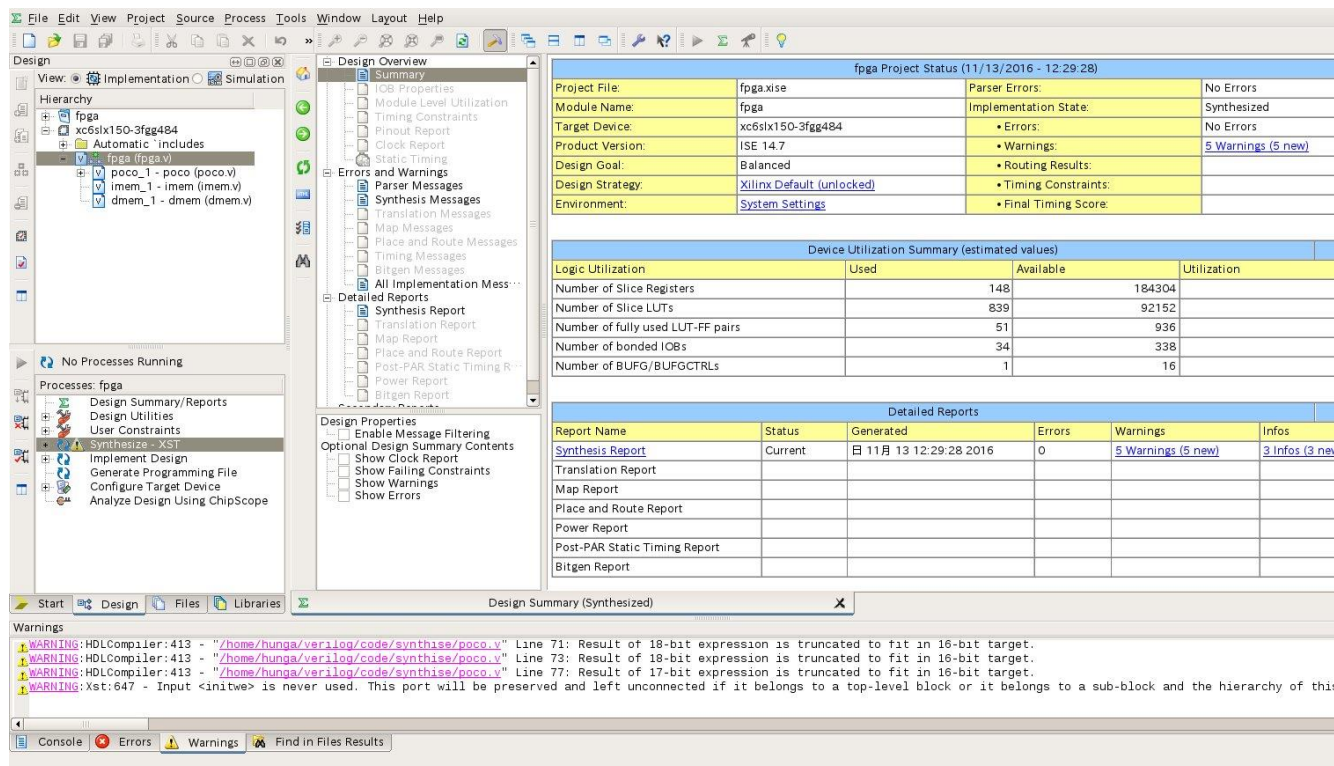 File Edit View Project Source Process Tools Window Layout Help
Design
View: Implementation Simulation
Hierarchy
fpga
xc6slx150-3fgg484
Automatic `includes
fpga (fpga.v)
poco_1 - poco (poco.v)
imem_1 - imem (imem.v)
dmem_1 - dmem (dmem.v)
No Processes Running
Processes: fpga
Design Summary/Reports
Design Utilities
User Constraints
Synthesize - XST
Implement Design
Generate Programming File
Configure Target Device
Analyze Design Using ChipScope
Start Design Files Libraries
Design Overview
Summary
IOB Properties
Module Level Utilization
Timing Constraints
Pinout Report
Clock Report
Static Timing
Errors and Warnings
Parser Messages
Synthesis Messages
Translation Messages
Map Messages
Place and Route Messages
Timing Messages
Bitgen Messages
All Implementation Mess...
Detailed Reports
Synthesis Report
Translation Report
Map Report
Place and Route Report
Post-PAR Static Timing R...
Power Report
Bitgen Report
Secondary Reports
Design Properties
Enable Message Filtering
Optional Design Summary Contents
Show Clock Report
Show Failing Constraints
Show Warnings
Show Errors
fpga Project Status (11/13/2016 - 12:29:28)
Project File: fpga.xise Parser Errors: No Errors
Module Name: fpga Implementation State: Synthesized
Target Device: xc6slx150-3fgg484 • Errors: No Errors
Product Version: ISE 14.7 • Warnings: 5 Warnings (5 new)
Design Goal: Balanced • Routing Results:
Design Strategy: Xilinx Default (unlocked) • Timing Constraints:
Environment: System Settings • Final Timing Score:
Device Utilization Summary (estimated values)
Logic Utilization Used Available Utilization
Number of Slice Registers 148 184304
Number of Slice LUTs 839 92152
Number of fully used LUT-FF pairs 51 936
Number of bonded IOBs 34 338
Number of BUFG/BUFGCTRLs 1 16
Detailed Reports
Report Name Status Generated Errors Warnings Infos
Synthesis Report Current 日 11月 13 12:29:28 2016 0 5 Warnings (5 new) 3 Infos (3 new
Translation Report
Map Report
Place and Route Report
Power Report
Post-PAR Static Timing Report
Bitgen Report
Design Summary (Synthesized)
Warnings
WARNING:HDLCompiler:413 - "/home/hunga/verilog/code/synthise/poco.v" Line 71: Result of 18-bit expression is truncated to fit in 16-bit target.
WARNING:HDLCompiler:413 - "/home/hunga/verilog/code/synthise/poco.v" Line 73: Result of 18-bit expression is truncated to fit in 16-bit target.
WARNING:HDLCompiler:413 - "/home/hunga/verilog/code/synthise/poco.v" Line 77: Result of 17-bit expression is truncated to fit in 16-bit target.
WARNING:Xst:647 - Input <initwe> is never used. This port will be preserved and left unconnected if it belongs to a top-level block or it belongs to a sub-block and the hierarchy of this
Console Errors Warnings Find in Files Results